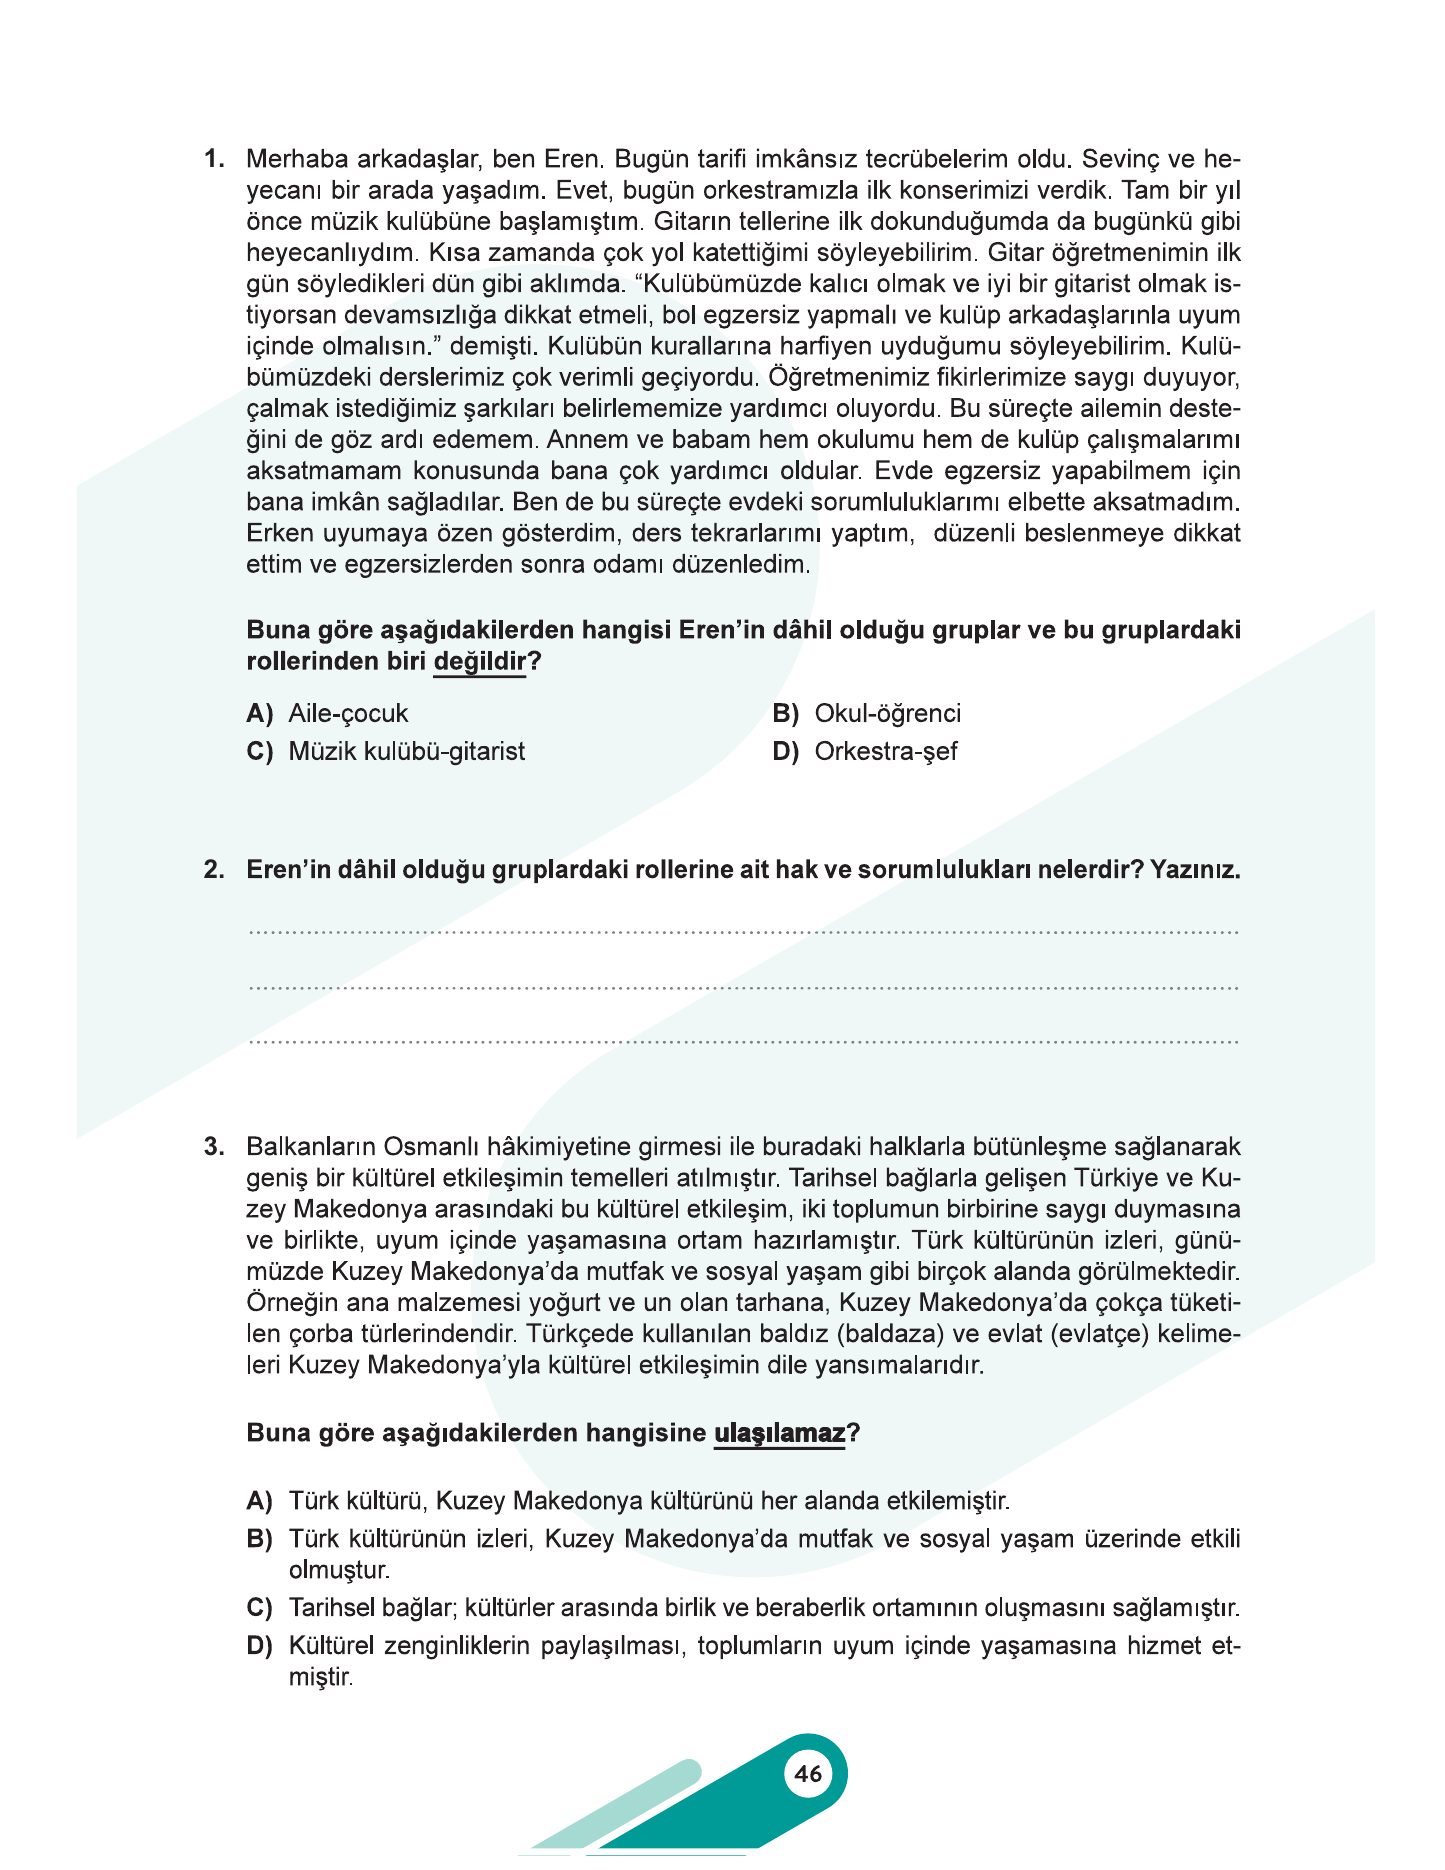 1. Merhaba arkadaşlar, ben Eren. Bugün tarifi imkânsız tecrübelerim oldu. Sevinç ve he-
yecanı bir arada yaşadım. Evet, bugün orkestramızla ilk konserimizi verdik. Tam bir yıl
önce müzik kulübüne başlamıştım. Gitarın tellerine ilk dokunduğumda da bugünkü gibi
heyecanlıydım. Kısa zamanda çok yol katettiğimi söyleyebilirim. Gitar öğretmenimin ilk
gün söyledikleri dün gibi aklımda. “Kulübümüzde kalıcı olmak ve iyi bir gitarist olmak is-
tiyorsan devamsızlığa dikkat etmeli, bol egzersiz yapmalı ve kulüp arkadaşlarınla uyum
içinde olmalısın.” demişti. Kulübün kurallarına harfiyen uyduğumu söyleyebilirim. Kulü-
bümüzdeki derslerimiz çok verimli geçiyordu. Öğretmenimiz fikirlerimize saygı duyuyor,
çalmak istediğimiz şarkıları belirlememize yardımcı oluyordu. Bu süreçte ailemin deste-
ğini de göz ardı edemem. Annem ve babam hem okulumu hem de kulüp çalışmalarımı
aksatmamam konusunda bana çok yardımcı oldular. Evde egzersiz yapabilmem için
bana imkân sağladılar. Ben de bu süreçte evdeki sorumluluklarımı elbette aksatmadım.
Erken uyumaya özen gösterdim, ders tekrarlarımı yaptım, düzenli beslenmeye dikkat
ettim ve egzersizlerden sonra odamı düzenledim.
Buna göre aşağıdakilerden hangisi Eren’in dâhil olduğu gruplar ve bu gruplardaki
rollerinden biri değildir?
A) Aile-çocuk B) Okul-öğrenci
C) Müzik kulübü-gitarist D) Orkestra-şef
2. Eren’in dâhil olduğu gruplardaki rollerine ait hak ve sorumlulukları nelerdir? Yazınız.
3. Balkanların Osmanlı hâkimiyetine girmesi ile buradaki halklarla bütünleşme sağlanarak
geniş bir kültürel etkileşimin temelleri atılmıştır. Tarihsel bağlarla gelişen Türkiye ve Ku-
zey Makedonya arasındaki bu kültürel etkileşim, iki toplumun birbirine saygı duymasına
ve birlikte, uyum içinde yaşamasına ortam hazırlamıştır. Türk kültürünün izleri, günü-
müzde Kuzey Makedonya’da mutfak ve sosyal yaşam gibi birçok alanda görülmektedir.
Örneğin ana malzemesi yoğurt ve un olan tarhana, Kuzey Makedonya’da çokça tüketi-
len çorba türlerindendir. Türkçede kullanılan baldız (baldaza) ve evlat (evlatçe) kelime-
leri Kuzey Makedonya’yla kültürel etkileşimin dile yansımalarıdır.
Buna göre aşağıdakilerden hangisine ulaşılamaz?
A) Türk kültürü, Kuzey Makedonya kültürünü her alanda etkilemiştir.
B) Türk kültürünün izleri, Kuzey Makedonya’da mutfak ve sosyal yaşam üzerinde etkili
olmuştur.
C) Tarihsel bağlar; kültürler arasında birlik ve beraberlik ortamının oluşmasını sağlamıştır.
D) Kültürel zenginliklerin paylaşılması, toplumların uyum içinde yaşamasına hizmet et-
miştir.
46